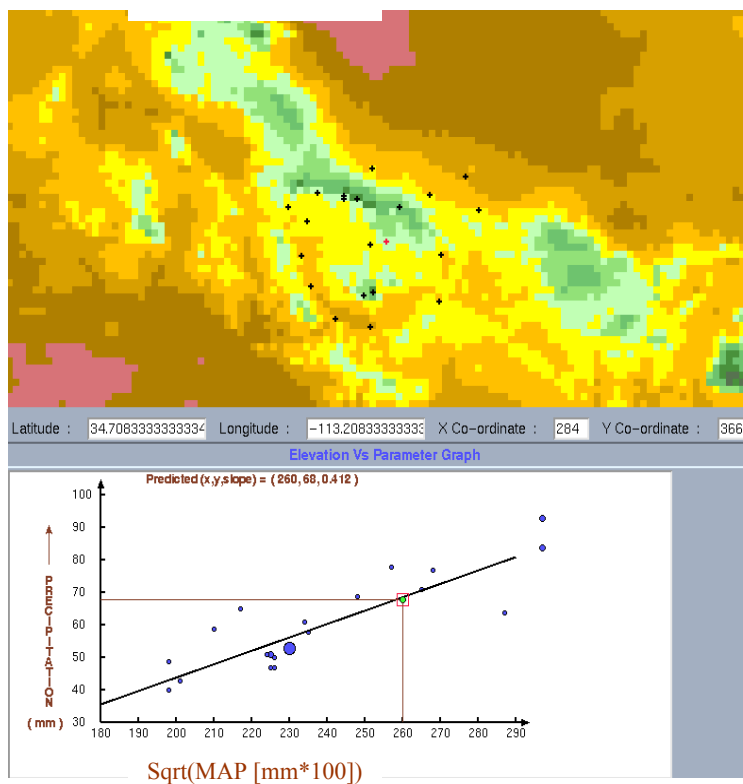 Latitude : 34.7083333333334 Longitude : -113.20833333333 X Co-ordinate : 284 Y Co-ordinate : 366
Elevation Vs Parameter Graph
Predicted (x,y,slope) = ( 260, 68, 0.412 )
100
90
80
70
60
50
40
30
PRECIPITATION
( mm )
180 190 200 210 220 230 240 250 260 270 280 290
Sqrt(MAP [mm*100])